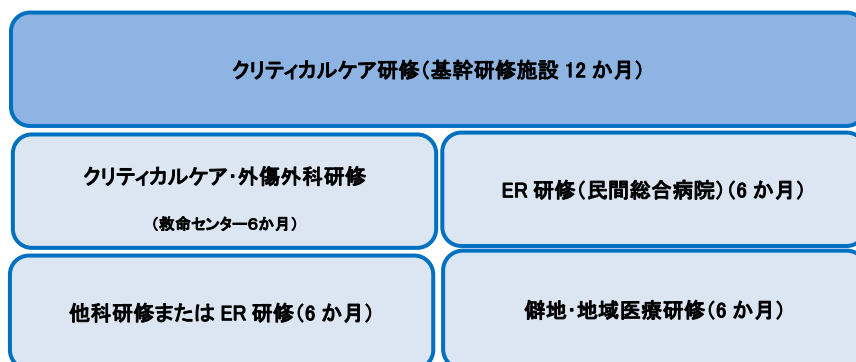 クリティカルケア研修（基幹研修施設 12 か月）
クリティカルケア・外傷外科研修
（救命センター６か月）
ER 研修（民間総合病院）（6 か月）
他科研修または ER 研修（6 か月）
僻地・地域医療研修（6 か月）